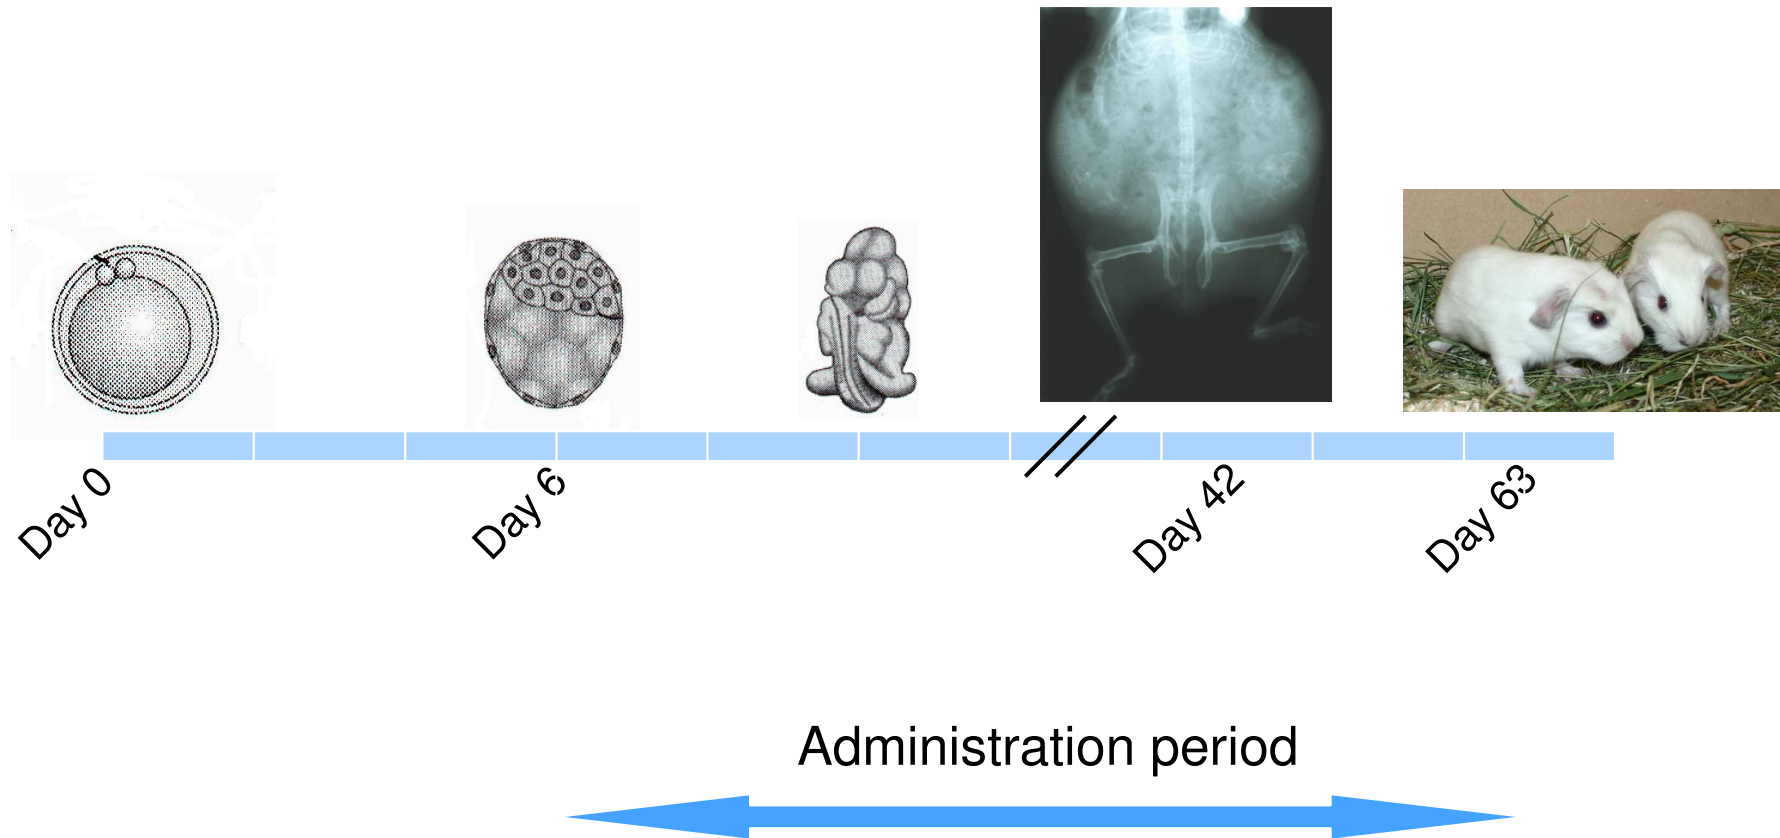 Day 0
Day 6
Day 42
Day 63
Administration period